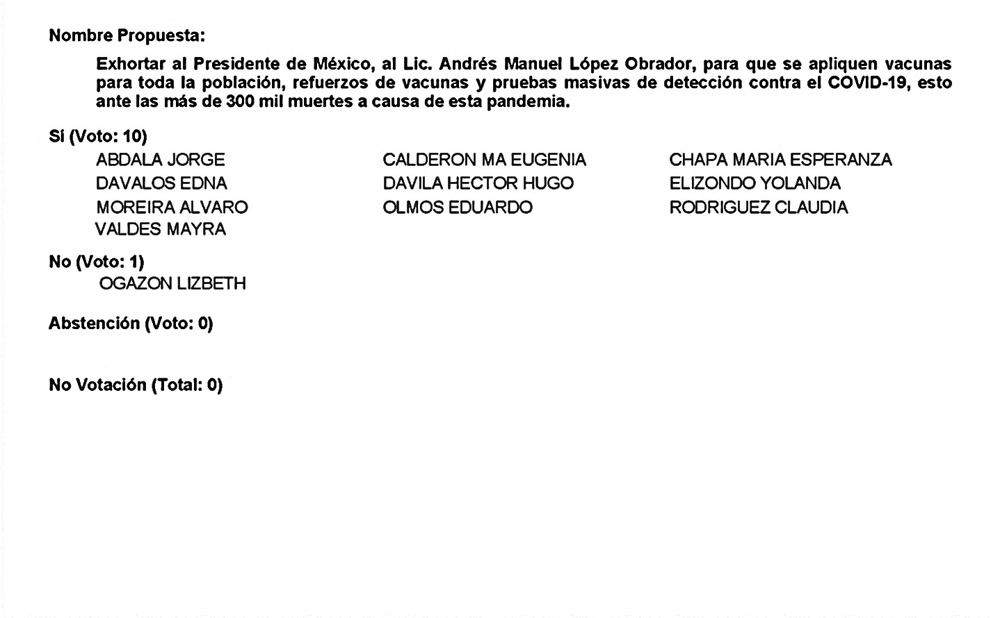 Nombre Propuesta:
Exhortar al Presidente de México, al Lic. Andrés Manuel López Obrador, para que se apliquen vacunas
para toda la población, refuerzos de vacunas y pruebas masivas de detección contra el COVID-19, esto
ante las más de 300 mil muertes a causa de esta pandemia.
Sí (Voto: 10)
ABDALA JORGE CALDERON MA EUGENIA CHAPA MARIA ESPERANZA
DAVALOS EDNA DAVILA HECTOR HUGO ELIZONDO YOLANDA
MOREIRA ALVARO OLMOS EDUARDO RODRIGUEZ CLAUDIA
VALDES MAYRA
No (Voto: 1)
OGAZON LIZBETH
Abstención (Voto: 0)
No Votación (Total: 0)